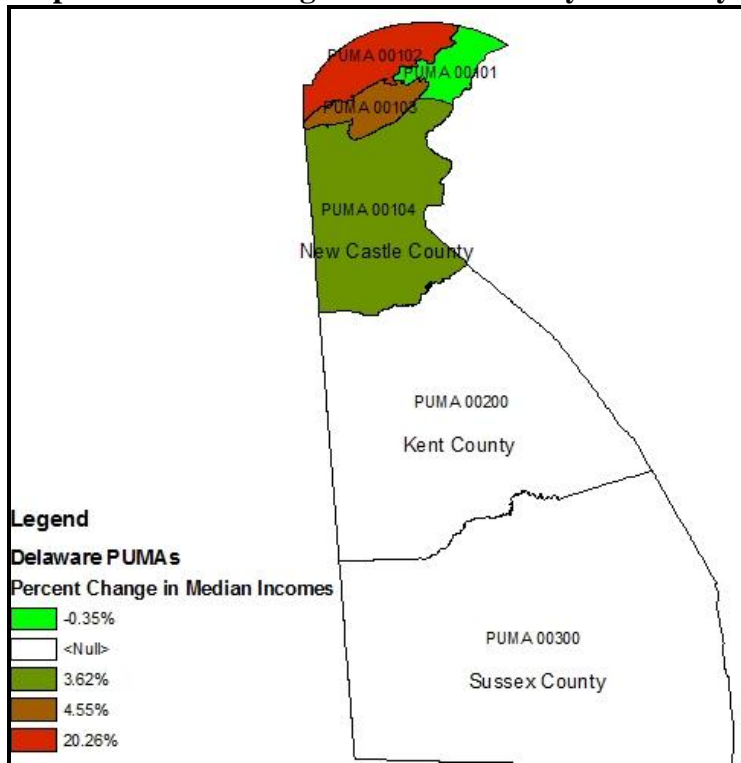 PUMA 00102
PUMA 00101
PUMA 00103
PUMA 00104
New Castle County
PUMA 00200
Kent County
PUMA 00300
Sussex County
Legend
Delaware PUMAs
Percent Change in Median Incomes
-0.35%
<Null>
3.62%
4.55%
20.26%